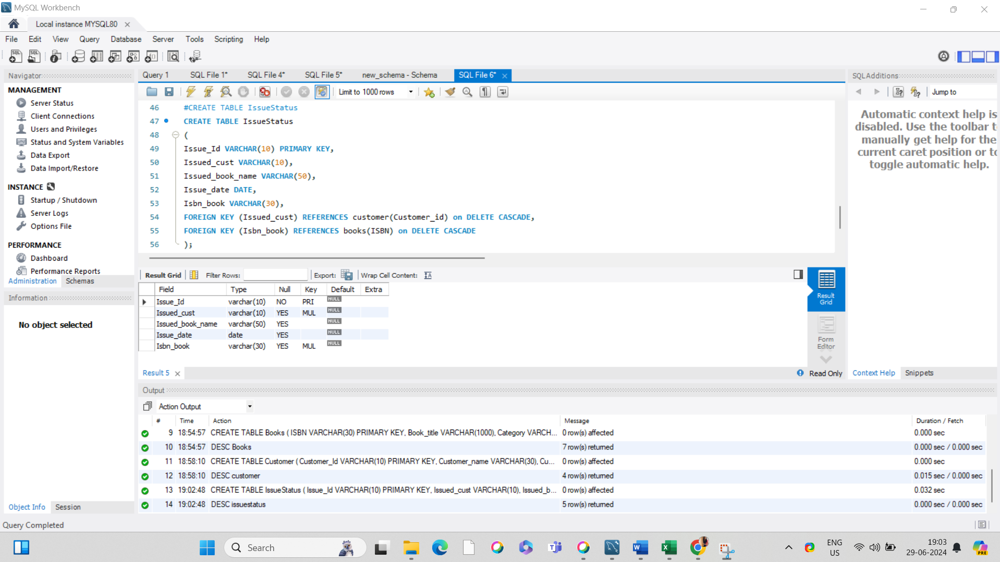 MySQL Workbench
Local instance MYSQL80
File Edit View Query Database Server Tools Scripting Help
Navigator
MANAGEMENT
Server Status
Client Connections
Users and Privileges
Status and System Variables
Data Export
Data Import/Restore
INSTANCE
Startup / Shutdown
Server Logs
Options File
PERFORMANCE
Dashboard
Performance Reports
Administration Schemas
Information
No object selected
Object Info Session
Query 1 SQL File 1* SQL File 4* SQL File 5* new_schema - Schema SQL File 6*
Limit to 1000 rows
46 #CREATE TABLE IssueStatus
47 CREATE TABLE IssueStatus
48 (
49 Issue_Id VARCHAR(10) PRIMARY KEY,
50 Issued_cust VARCHAR(10),
51 Issued_book_name VARCHAR(50),
52 Issue_date DATE,
53 Isbn_book VARCHAR(30),
54 FOREIGN KEY (Issued_cust) REFERENCES customer(Customer_id) on DELETE CASCADE,
55 FOREIGN KEY (Isbn_book) REFERENCES books(ISBN) on DELETE CASCADE
56 );
Result Grid Filter Rows: Export: Wrap Cell Content:
Field Type Null Key Default Extra
Issue_Id varchar(10) NO PRI NULL
Issued_cust varchar(10) YES MUL NULL
Issued_book_name varchar(50) YES NULL
Issue_date date YES NULL
Isbn_book varchar(30) YES MUL NULL
Result
Grid
Form
Editor
Result 5 Read Only
SQLAdditions
Jump to
Automatic context help is
disabled. Use the toolbar t
manually get help for the
current caret position or to
toggle automatic help.
Context Help Snippets
Output
Action Output
# Time Action Message Duration / Fetch
9 18:54:57 CREATE TABLE Books ( ISBN VARCHAR(30) PRIMARY KEY, Book_title VARCHAR(1000), Category VARCH... 0 row(s) affected 0.000 sec
10 18:54:57 DESC Books 7 row(s) returned 0.000 sec / 0.000 sec
11 18:58:10 CREATE TABLE Customer ( Customer_Id VARCHAR(10) PRIMARY KEY, Customer_name VARCHAR(30), Cu... 0 row(s) affected 0.000 sec
12 18:58:10 DESC customer 4 row(s) returned 0.015 sec / 0.000 sec
13 19:02:48 CREATE TABLE IssueStatus ( Issue_Id VARCHAR(10) PRIMARY KEY, Issued_cust VARCHAR(10), Issued_b... 0 row(s) affected 0.032 sec
14 19:02:48 DESC issuestatus 5 row(s) returned 0.000 sec / 0.000 sec
Query Completed
Search
ENG
US
19:03
29-06-2024
PRE